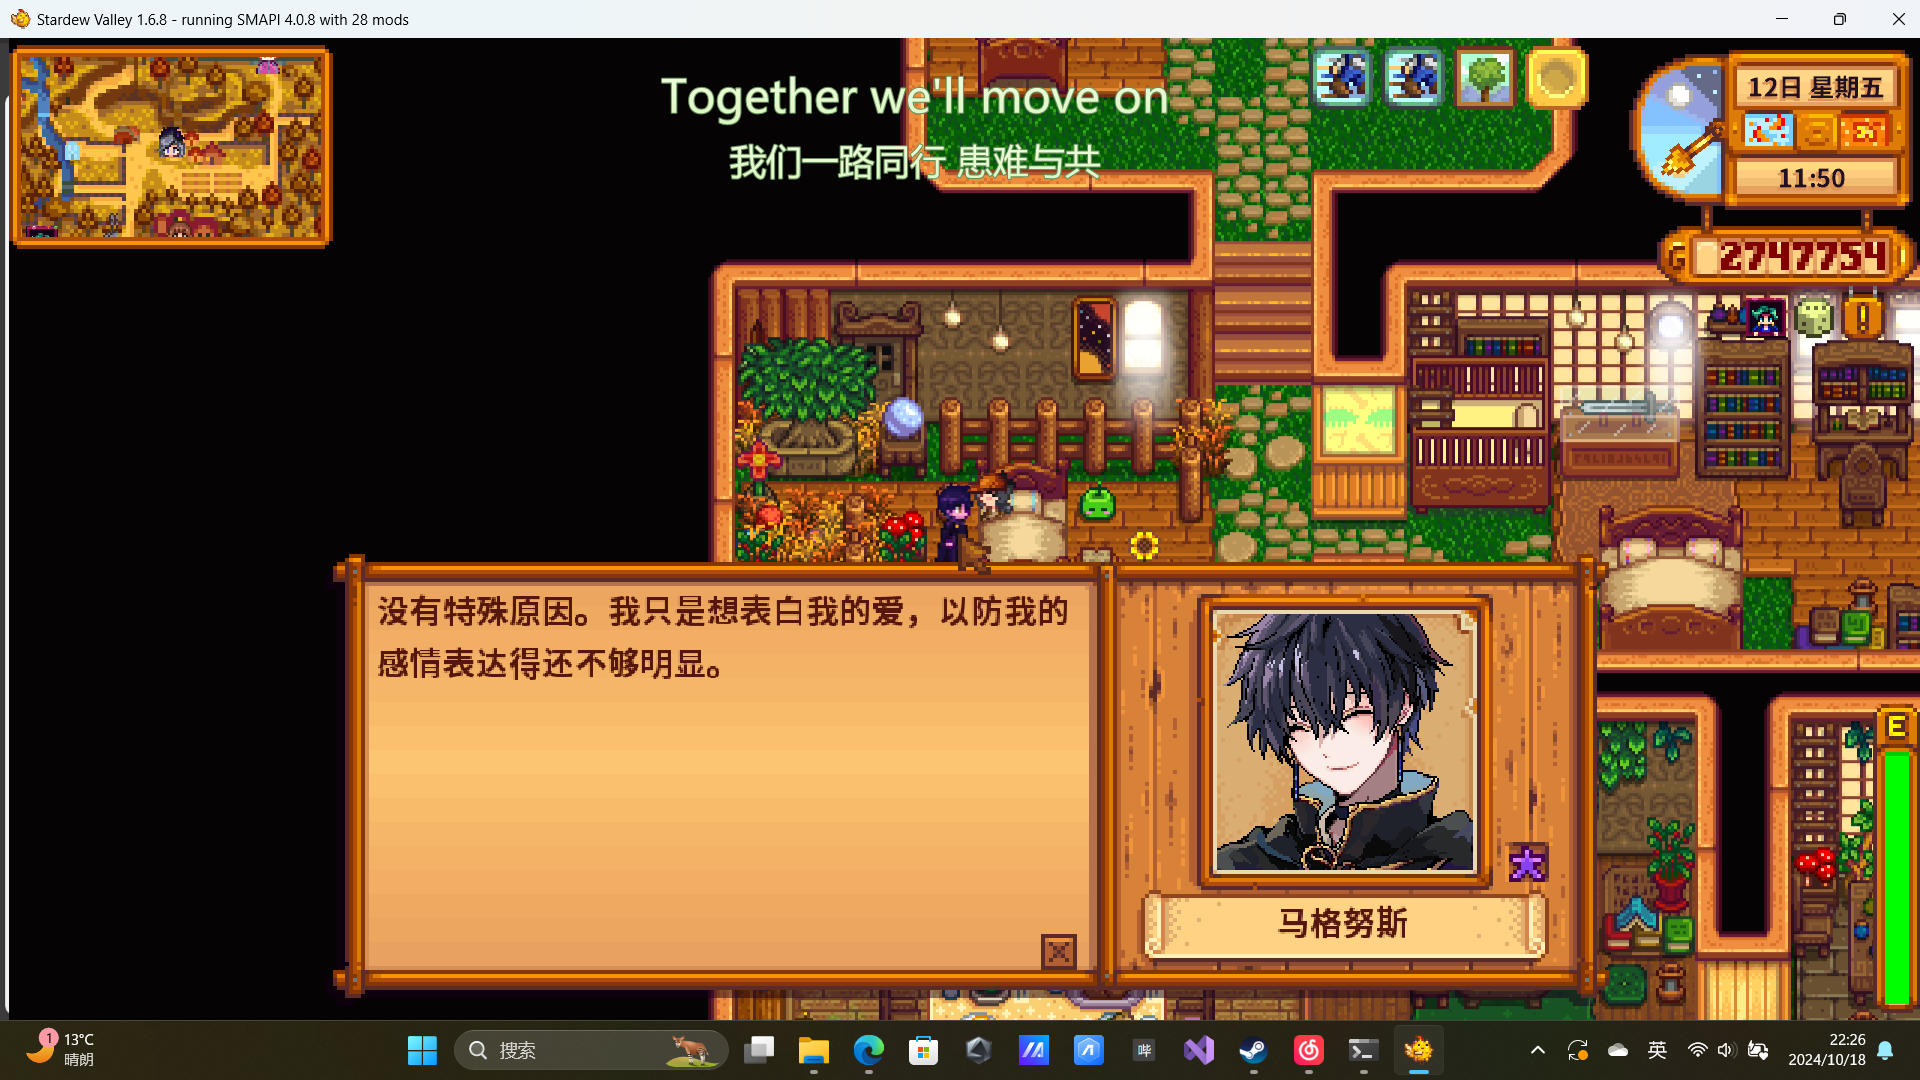 Stardew Valley 1.6.8 - running SMAPI 4.0.8 with 28 mods
Together we'll move on
我们一路同行 患难与共
12日 星期五
11:50
G 2747754
没有特殊原因。我只是想表白我的爱，以防我的
感情表达得还不够明显。
马格努斯
E
1
13°C
晴朗
搜索
英
22:26
2024/10/18